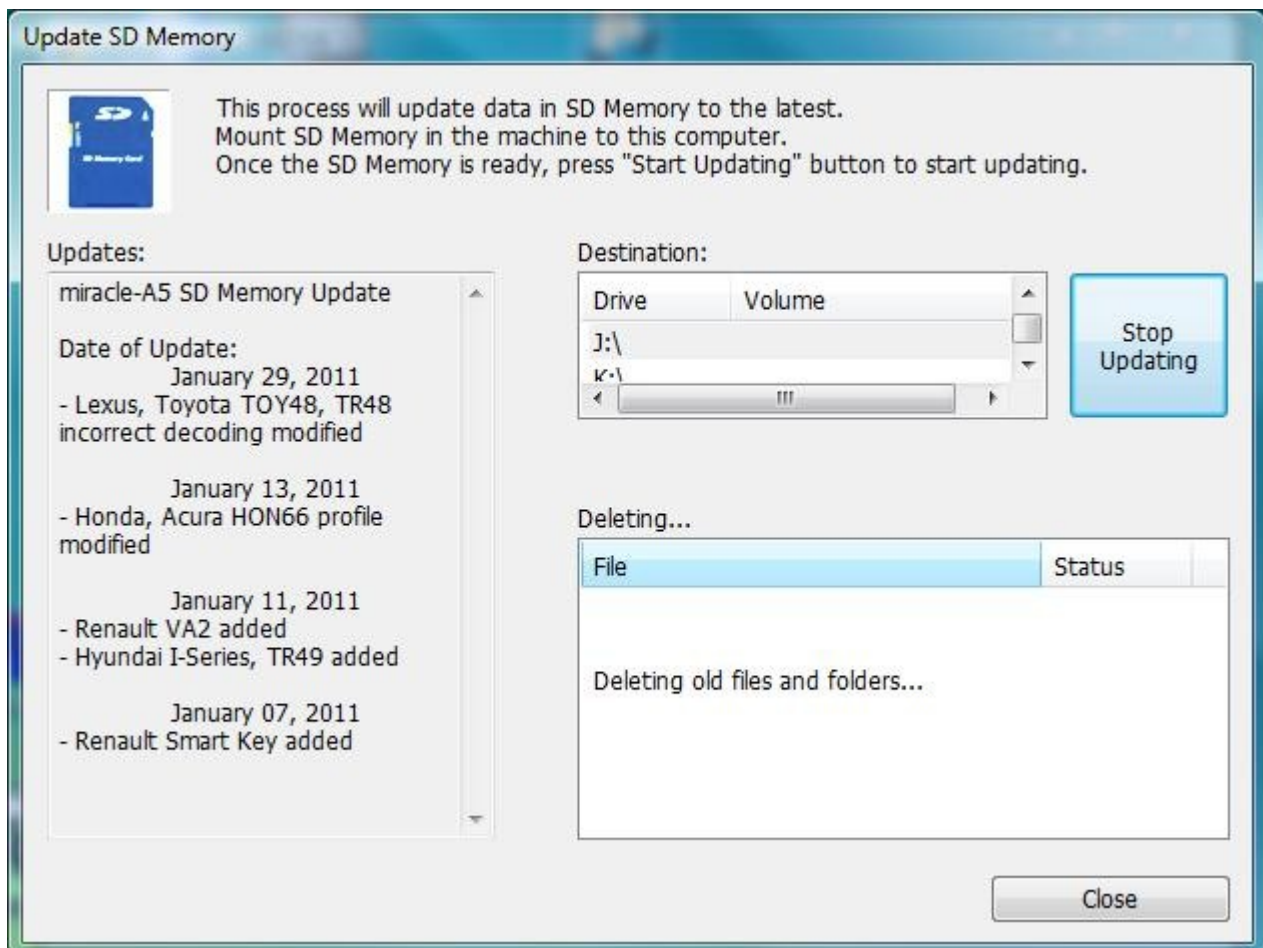 Update SD Memory
This process will update data in SD Memory to the latest.
Mount SD Memory in the machine to this computer.
Once the SD Memory is ready, press "Start Updating" button to start updating.
Updates:
miracle-A5 SD Memory Update
Date of Update:
January 29, 2011
- Lexus, Toyota TOY48, TR48
incorrect decoding modified
January 13, 2011
- Honda, Acura HON66 profile
modified
January 11, 2011
- Renault VA2 added
- Hyundai I-Series, TR49 added
January 07, 2011
- Renault Smart Key added
Destination:
Drive Volume
J:\
K:\
Stop
Updating
Deleting...
File Status
Deleting old files and folders...
Close